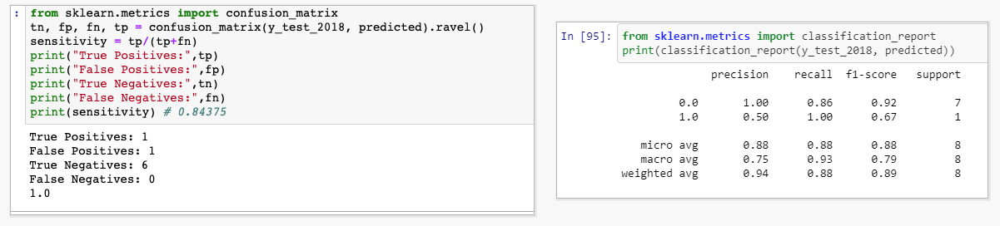 : from sklearn.metrics import confusion_matrix
tn, fp, fn, tp = confusion_matrix(y_test_2018, predicted).ravel()
sensitivity = tp/(tp+fn)
print("True Positives:",tp)
print("False Positives:",fp)
print("True Negatives:",tn)
print("False Negatives:",fn)
print(sensitivity) # 0.84375
True Positives: 1
False Positives: 1
True Negatives: 6
False Negatives: 0
1.0
In [95]: from sklearn.metrics import classification_report
print(classification_report(y_test_2018, predicted))
precision recall f1-score support
0.0 1.00 0.86 0.92 7
1.0 0.50 1.00 0.67 1
micro avg 0.88 0.88 0.88 8
macro avg 0.75 0.93 0.79 8
weighted avg 0.94 0.88 0.89 8